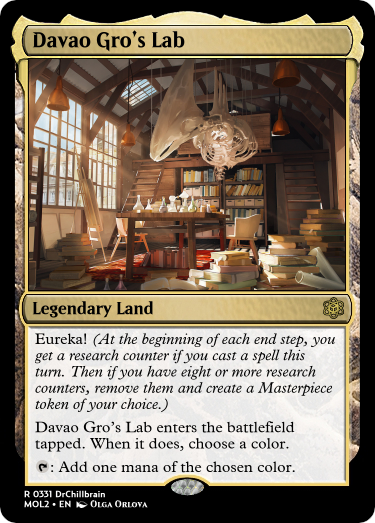 Davao Gro's Lab
Legendary Land
Eureka! (At the beginning of each end step, you
get a research counter if you cast a spell this
turn. Then if you have eight or more research
counters, remove them and create a Masterpiece
token of your choice.)
Davao Gro's Lab enters the battlefield
tapped. When it does, choose a color.
: Add one mana of the chosen color.
R 0331 DrChillbrain
MOL2 • EN Olga Orlova